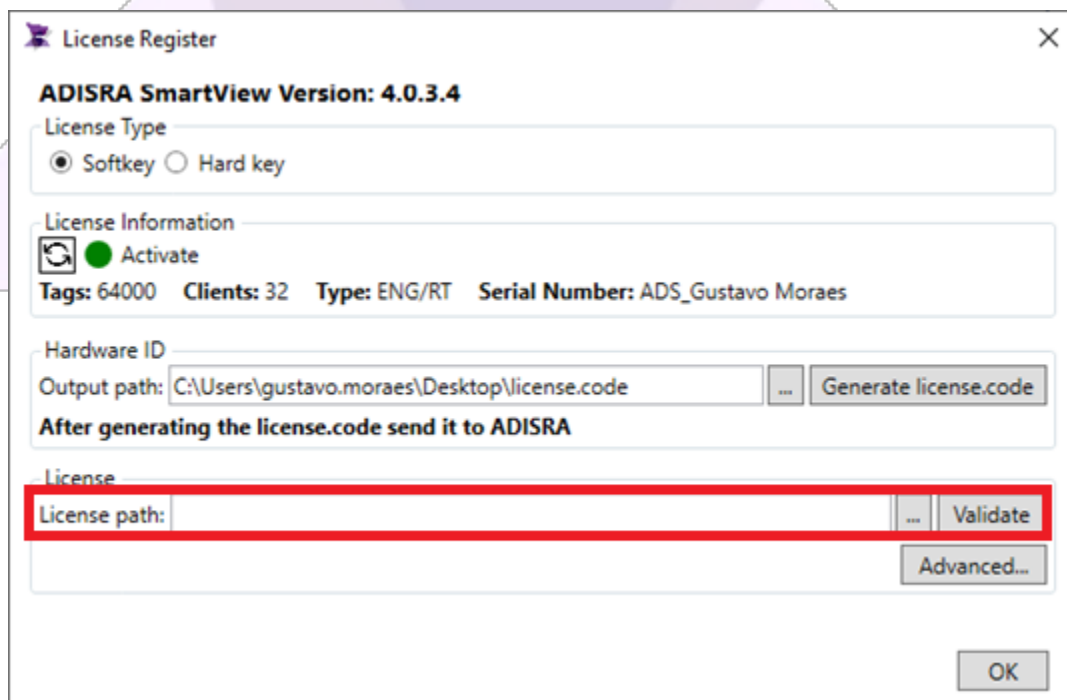 License Register
ADISRA SmartView Version: 4.0.3.4
License Type
Softkey Hard key
License Information
Activate
Tags: 64000 Clients: 32 Type: ENG/RT Serial Number: ADS_Gustavo Moraes
Hardware ID
Output path: C:\Users\gustavo.moraes\Desktop\license.code ... Generate license.code
After generating the license.code send it to ADISRA
License
License path: ... Validate
Advanced...
OK